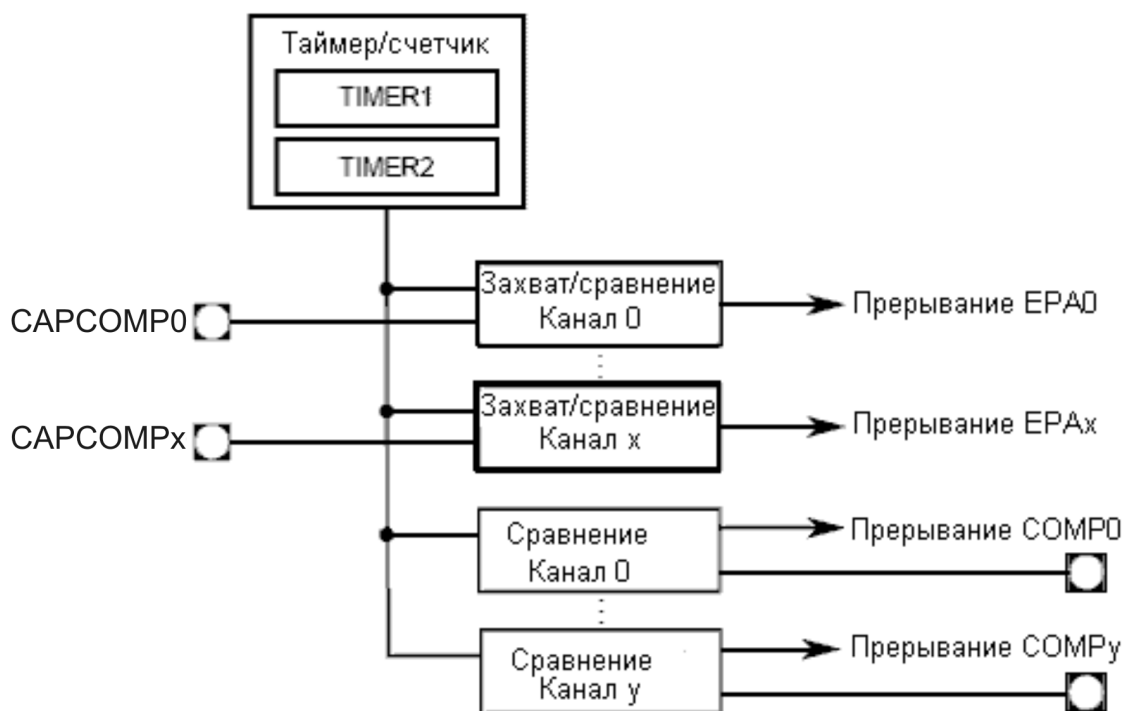 Таймер/счетчик
TIMER1
TIMER2
Захват/сравнение
Канал 0
Прерывание EPA0
CAPCOMP0
Захват/сравнение
Канал x
Прерывание EPAx
CAPCOMPx
Сравнение
Канал 0
Прерывание COMP0
Сравнение
Канал y
Прерывание COMPy